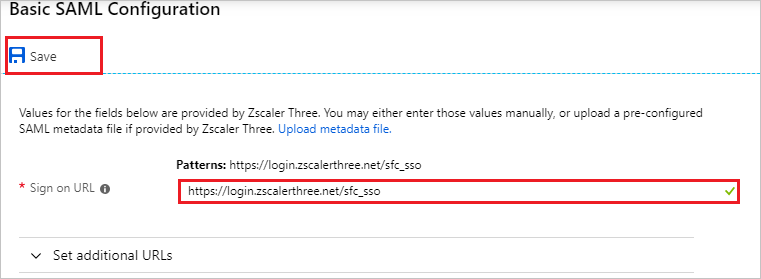 Basic SAML Configuration
Save
Values for the fields below are provided by Zscaler Three. You may either enter those values manually, or upload a pre-configured
SAML metadata file if provided by Zscaler Three. Upload metadata file.
Patterns: https://login.zscalerthree.net/sfc_sso
* Sign on URL
https://login.zscalerthree.net/sfc_sso
Set additional URLs